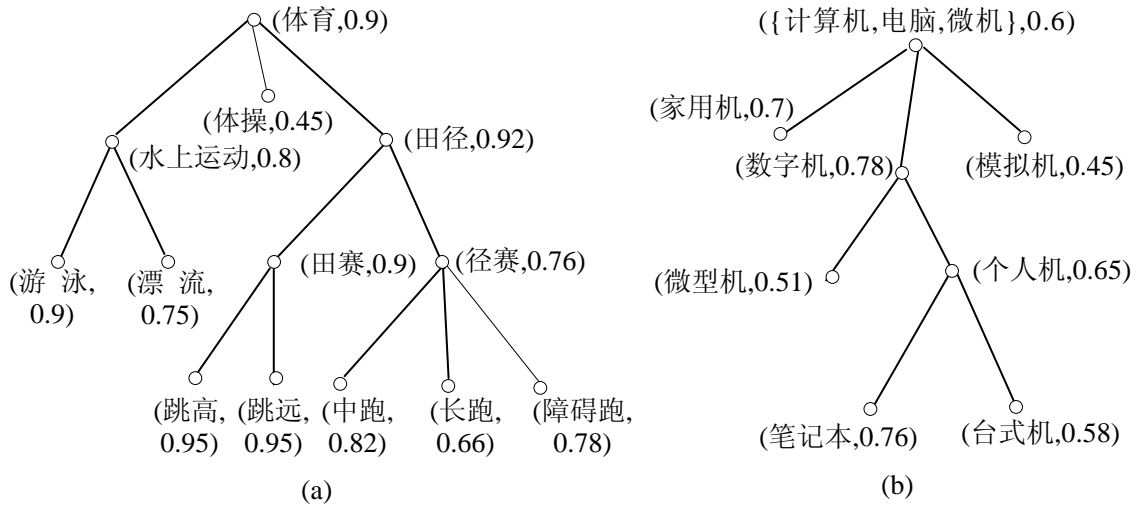 (体育,0.9)
(体操,0.45)
(水上运动,0.8)
(田径,0.92)
(游 泳,
0.9)
(漂 流,
0.75)
(田赛,0.9)
(径赛,0.76)
(跳高,
0.95)
(跳远,
0.95)
(中跑,
0.82)
(长跑,
0.66)
(障碍跑,
0.78)
(a)
({计算机,电脑,微机},0.6)
(家用机,0.7)
(数字机,0.78)
(模拟机,0.45)
(微型机,0.51)
(个人机,0.65)
(笔记本,0.76)
(台式机,0.58)
(b)